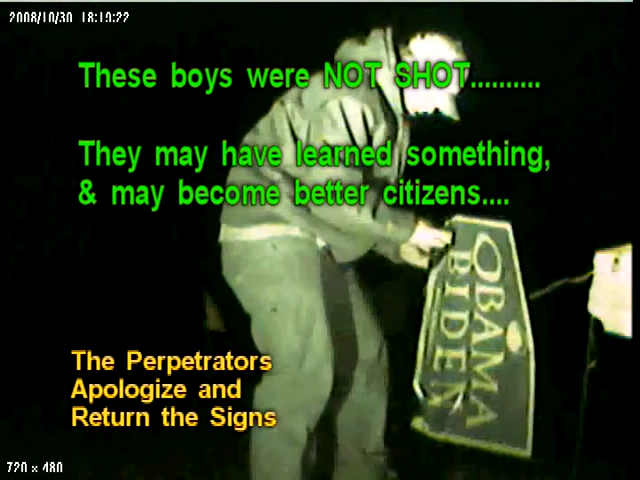 2008/10/30 18:19:22
These boys were NOT SHOT..........
They may have learned something,
& may become better citizens....
OBAMA
BIDEN
The Perpetrators
Apologize and
Return the Signs
720 x 480